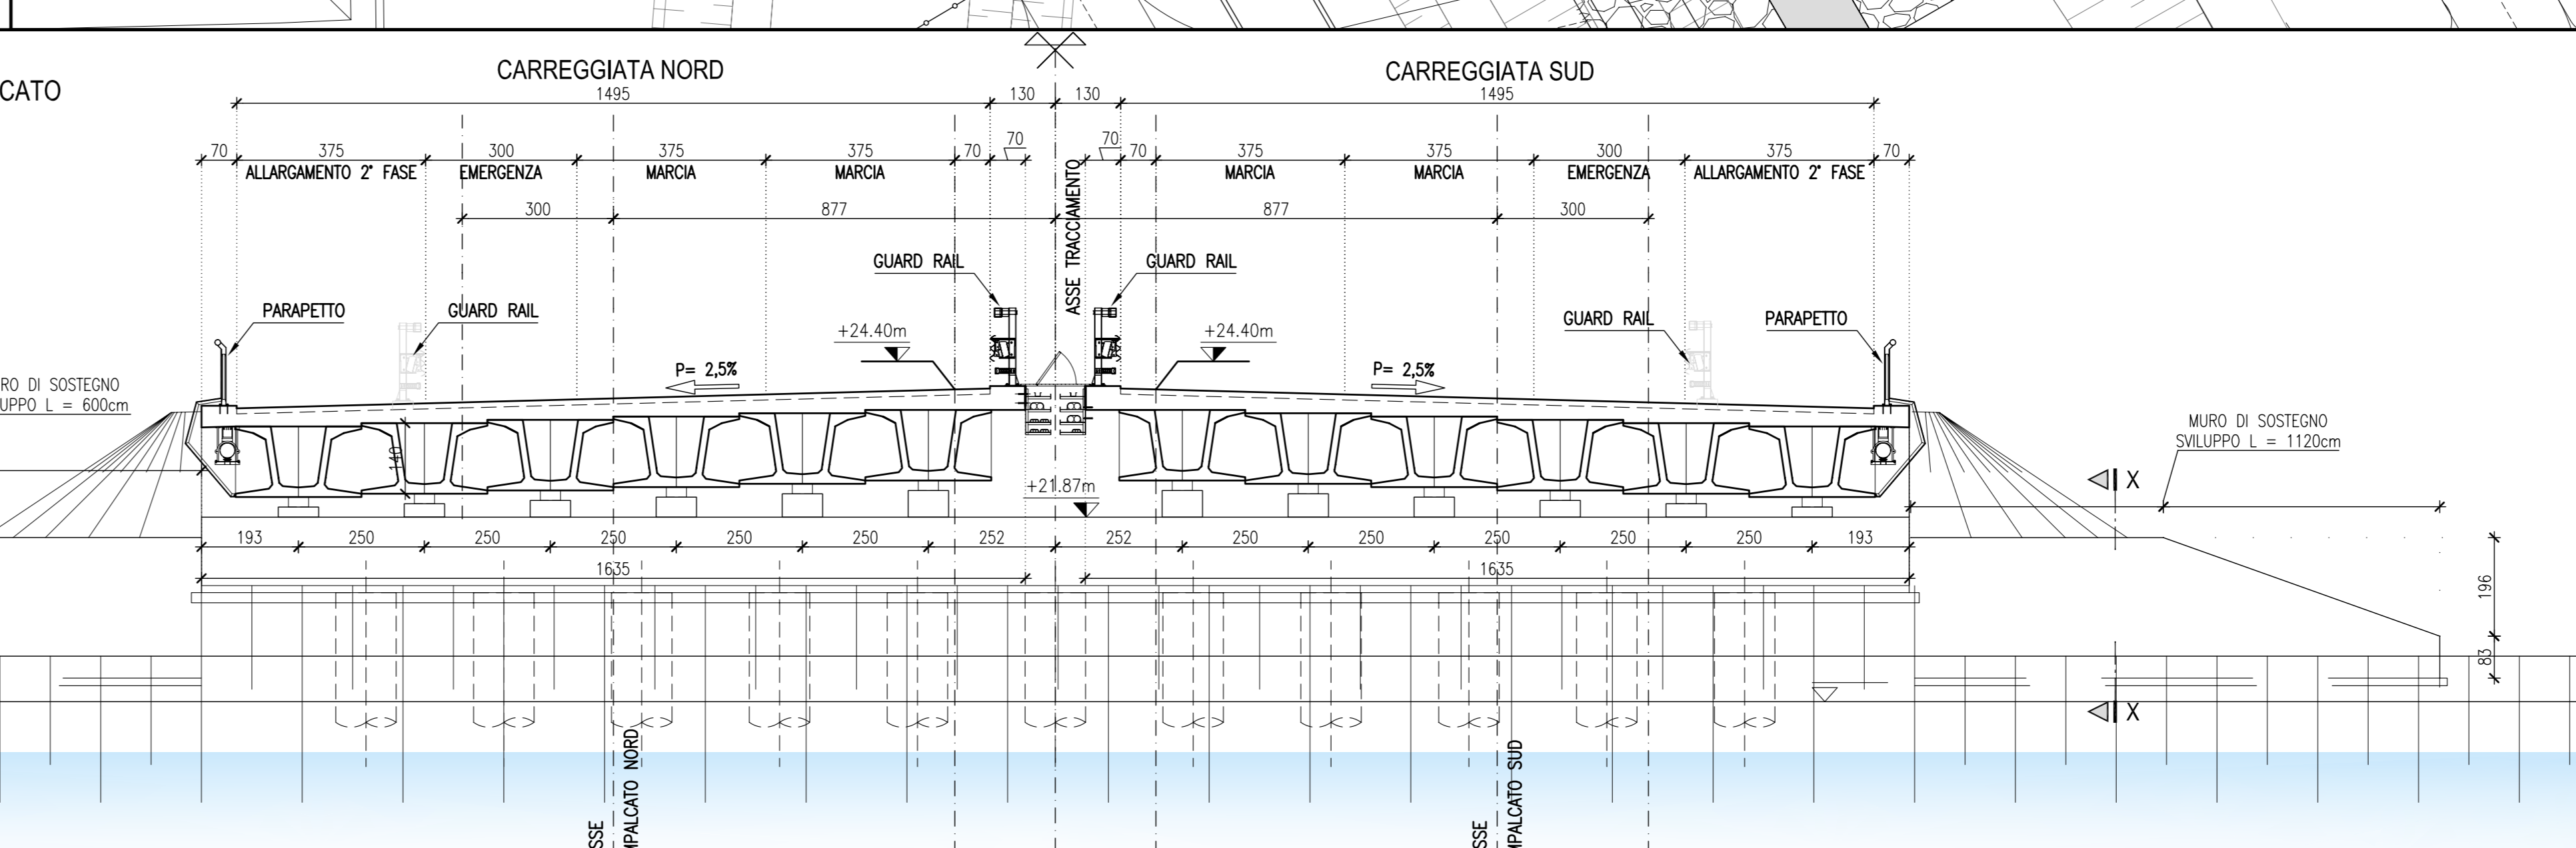 CATO
CARREGGIATA NORD
CARREGGIATA SUD
1495
130
130
1495
70
375
300
375
375
70
70
70
70
375
375
300
375
70
ALLARGAMENTO 2° FASE
EMERGENZA
MARCIA
MARCIA
MARCIA
MARCIA
EMERGENZA
ALLARGAMENTO 2° FASE
300
877
877
300
ASSE TRACCIAMENTO
GUARD RAIL
GUARD RAIL
PARAPETTO
GUARD RAIL
GUARD RAIL
PARAPETTO
+24.40m
+24.40m
P= 2,5%
P= 2,5%
RO DI SOSTEGNO
UPPO L = 600cm
MURO DI SOSTEGNO
SVILUPPO L = 1120cm
140
+21.87m
X
193
250
250
250
250
250
252
252
250
250
250
250
250
193
1635
1635
196
83
X
SSE
MPALCATO NORD
SSE
MPALCATO SUD